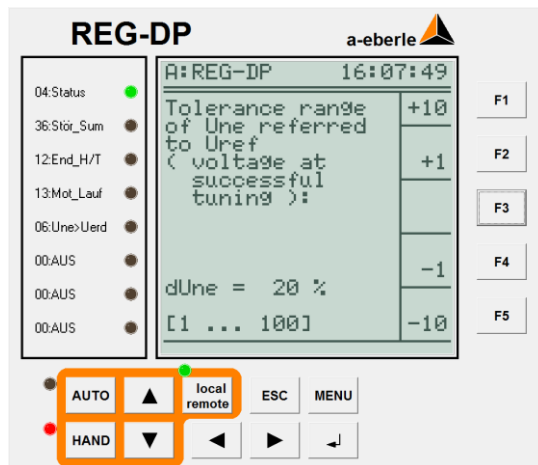 REG-DP
a-eberle
A:REG-DP 16:07:49
04:Status
36:Stör_Sum
12:End_H/T
13:Mot_Lauf
06:Une>Uerd
00:AUS
00:AUS
00:AUS
Tolerance range
of Une referred
to Uref
( voltage at
successful
tuning ):
dUne = 20 %
[1 ... 100]
+10
+1
-1
-10
F1
F2
F3
F4
F5
AUTO
local
remote
ESC
MENU
HAND